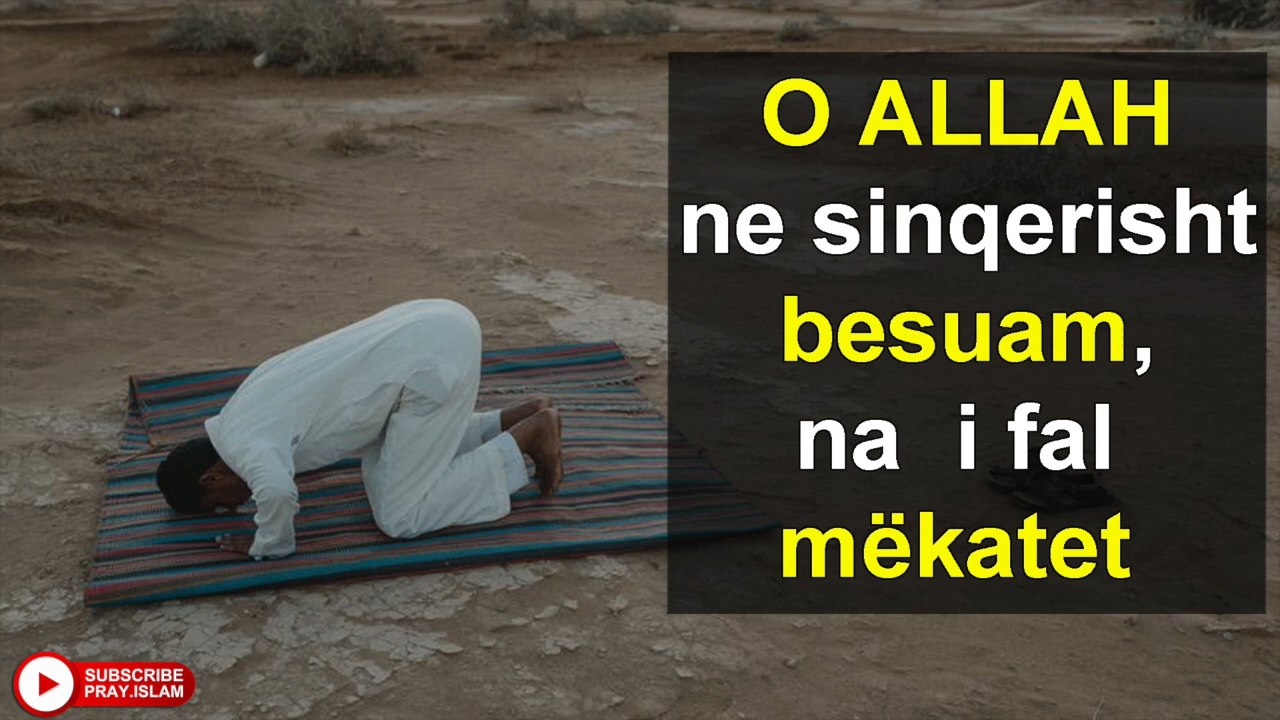 O ALLAH
ne sinqerisht
besuam,
na i fal
mëkatet
SUBSCRIBE
PRAY.ISLAM